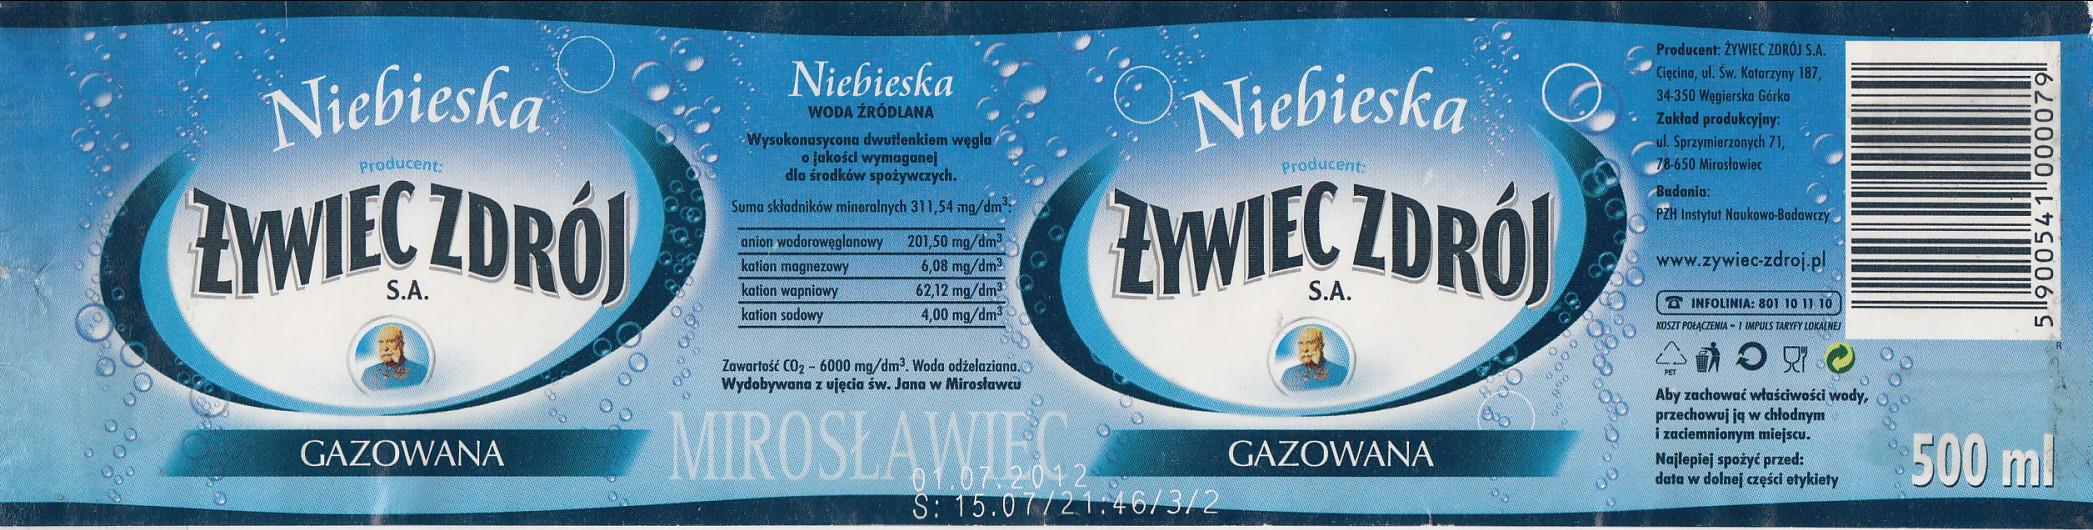 Niebieska
Producent:
ŻYWIEC ZDRÓJ
S.A.
GAZOWANA
Niebieska
WODA ŹRÓDLANA
Wysokonasycona dwutlenkiem węgla
o jakości wymaganej
dla środków spożywczych.
Suma składników mineralnych 311,54 mg/dm³:
anion wodorowęglanowy 201,50 mg/dm³
kation magnezowy 6,08 mg/dm³
kation wapniowy 62,12 mg/dm³
kation sodowy 4,00 mg/dm³
Zawartość CO₂ – 6000 mg/dm³. Woda odżelaziana.
Wydobywana z ujęcia św. Jana w Mirosławcu
MIROSŁAWIEC
01.07.2012
S: 15.07/21:46/3/2
Niebieska
Producent:
ŻYWIEC ZDRÓJ
S.A.
GAZOWANA
Producent: ŻYWIEC ZDRÓJ S.A.
Cięcina, ul. Św. Katarzyny 187,
34-350 Węgierska Górka
Zakład produkcyjny:
ul. Sprzymierzonych 71,
78-650 Mirosławiec
Badania:
PZH Instytut Naukowo-Badawczy
www.zywiec-zdroj.pl
INFOLINIA: 801 10 11 10
KOSZT POŁĄCZENIA = 1 IMPULS TARYFY LOKALNEJ
PET
Aby zachować właściwości wody,
przechowuj ją w chłodnym
i zaciemnionym miejscu.
Najlepiej spożyć przed:
data w dolnej części etykiety
5 900541 000079
R
500 ml